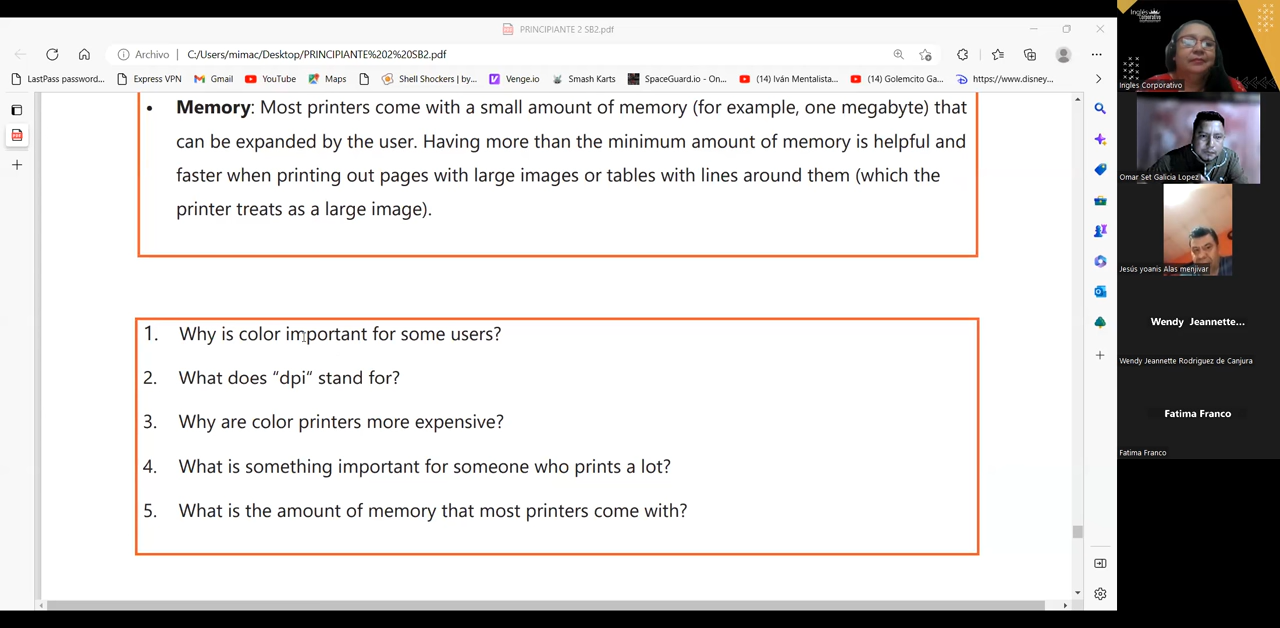 PRINCIPIANTE 2 SB2.pdf
Archivo | C:/Users/mimac/Desktop/PRINCIPIANTE%202%20SB2.pdf
LastPass password... Express VPN Gmail YouTube Maps Shell Shockers | by... Venge.io Smash Karts SpaceGuard.io - On... (14) Iván Mentalista... (14) Golemcito Ga... https://www.disney...
• Memory: Most printers come with a small amount of memory (for example, one megabyte) that
can be expanded by the user. Having more than the minimum amount of memory is helpful and
faster when printing out pages with large images or tables with lines around them (which the
printer treats as a large image).
1. Why is color important for some users?
2. What does “dpi“ stand for?
3. Why are color printers more expensive?
4. What is something important for someone who prints a lot?
5. What is the amount of memory that most printers come with?
Inglés
Corporativo
Ingles Corporativo
Omar Set Galicia Lopez
Jesús yoanis Alas menjivar
Wendy Jeannette...
Wendy Jeannette Rodriguez de Canjura
Fatima Franco
Fatima Franco